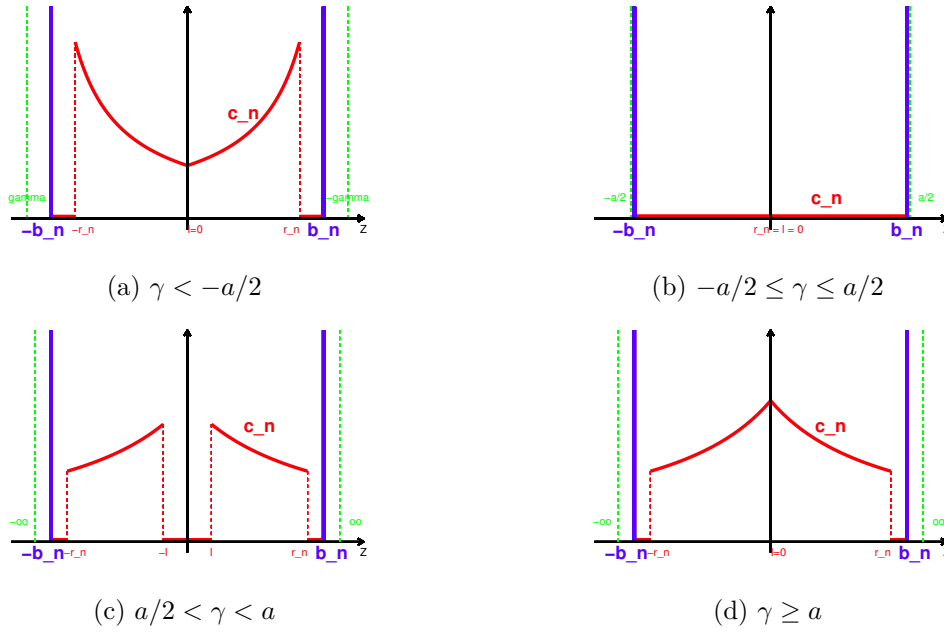 c_n
gamma
-gamma
-b_n
-r_n
l=0
r_n
b_n
z
(a) γ < −a/2
c_n
-a/2
a/2
-b_n
r_n = l = 0
b_n
(b) −a/2 ≤ γ ≤ a/2
c_n
-oo
oo
-b_n
-r_n
-l
l
r_n
b_n
z
(c) a/2 < γ < a
c_n
-oo
oo
-b_n
-r_n
l=0
r_n
b_n
(d) γ ≥ a